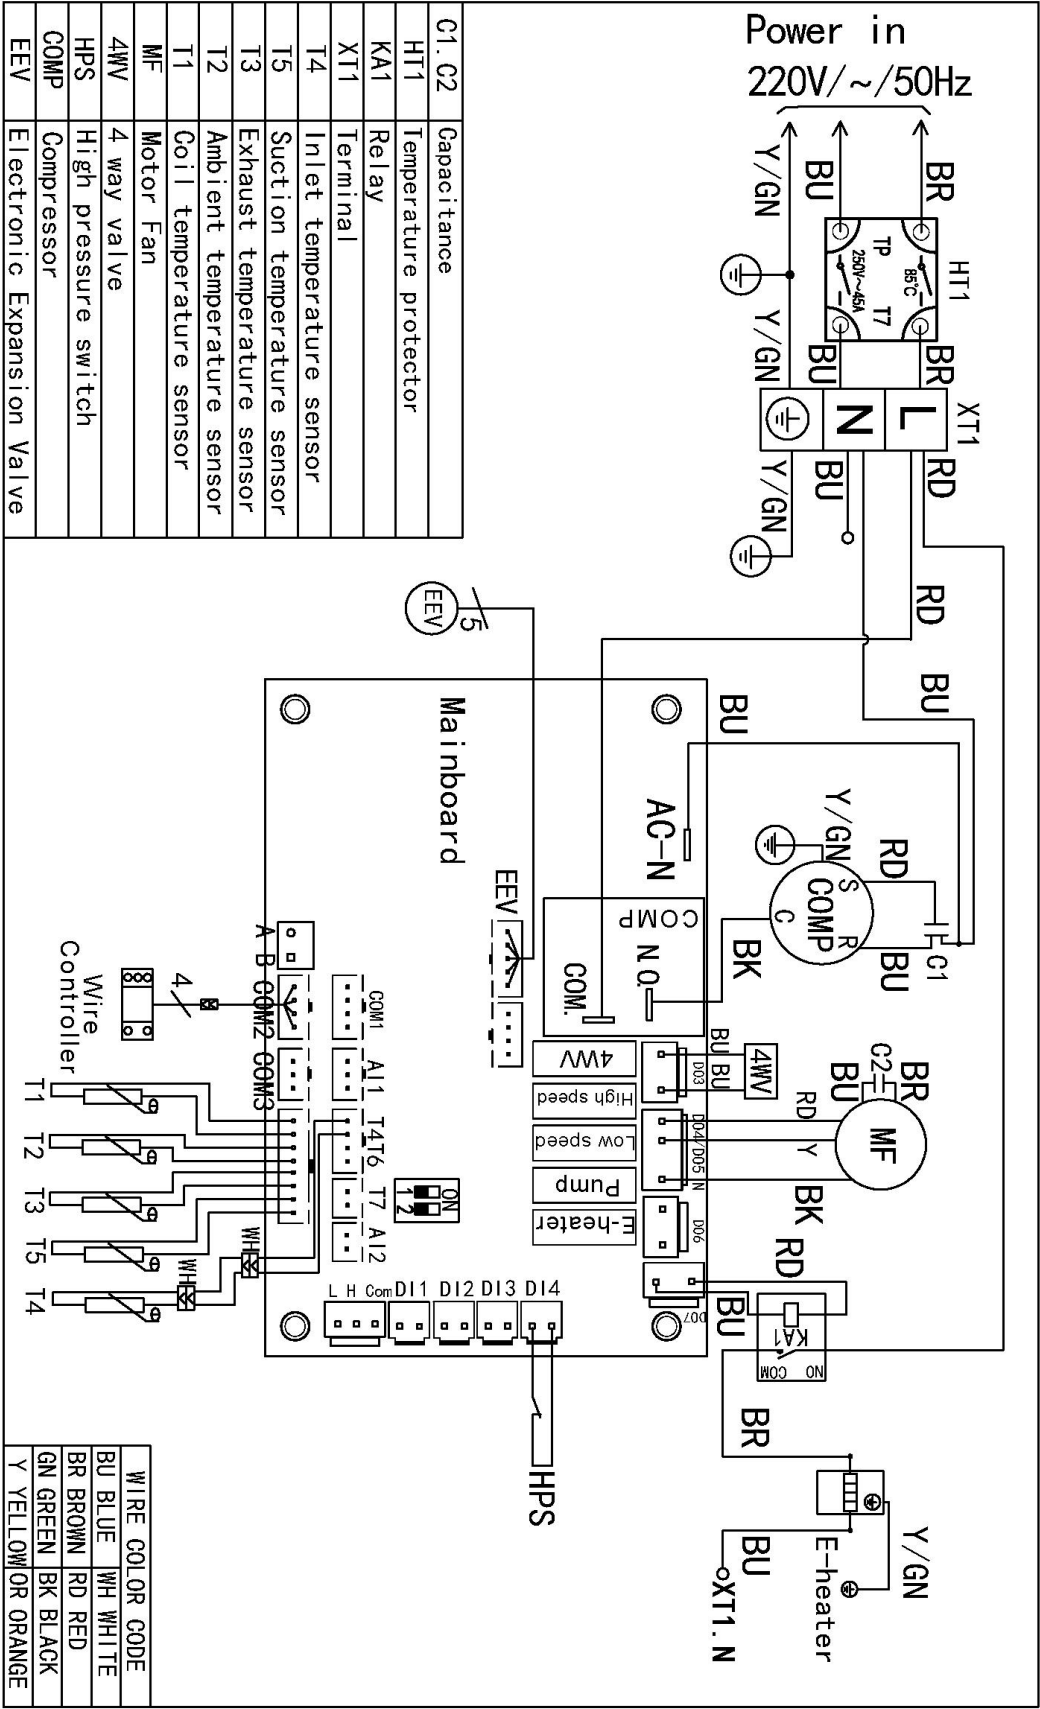 Power in
220V/~/50Hz
C1. C2 Capacitance
HT1 Temperature protector
KA1 Relay
XT1 Terminal
T4 Inlet temperature sensor
T5 Suction temperature sensor
T3 Exhaust temperature sensor
T2 Ambient temperature sensor
T1 Coil temperature sensor
MF Motor Fan
4WV 4 way valve
HPS High pressure switch
COMP Compressor
EEV Electronic Expansion Valve
BR
BU
Y/GN
HT1
TP T7
85℃
250V~45A
BR
BU
Y/GN
XT1
L
N
RD
BU
Y/GN
RD
BU
BU
EEV
5
Mainboard
AC-N
EEV
COMP
N.O.
COM.
Y/GN
RD
COMP
S
R
C
C1
BU
BK
4WV
High speed
Low speed
Pump
E-heater
BU
BU
4WV
DO3
DO4/DO5 N
DO6
DO7
C2
BR
BU
MF
RD
Y
BK
RD
BU
KA1
COM NO
BR
E-heater
Y/GN
BU
XT1. N
A B
COM2
COM3
COM1
AI1
T4T6
T7
AI2
ON
1 2
L H Com DI1 DI2 DI3 DI4
HPS
4
Wire
Controller
T1
T2
T3
T5
T4
WH
WH
WIRE COLOR CODE
BU BLUE WH WHITE
BR BROWN RD RED
GN GREEN BK BLACK
Y YELLOW OR ORANGE